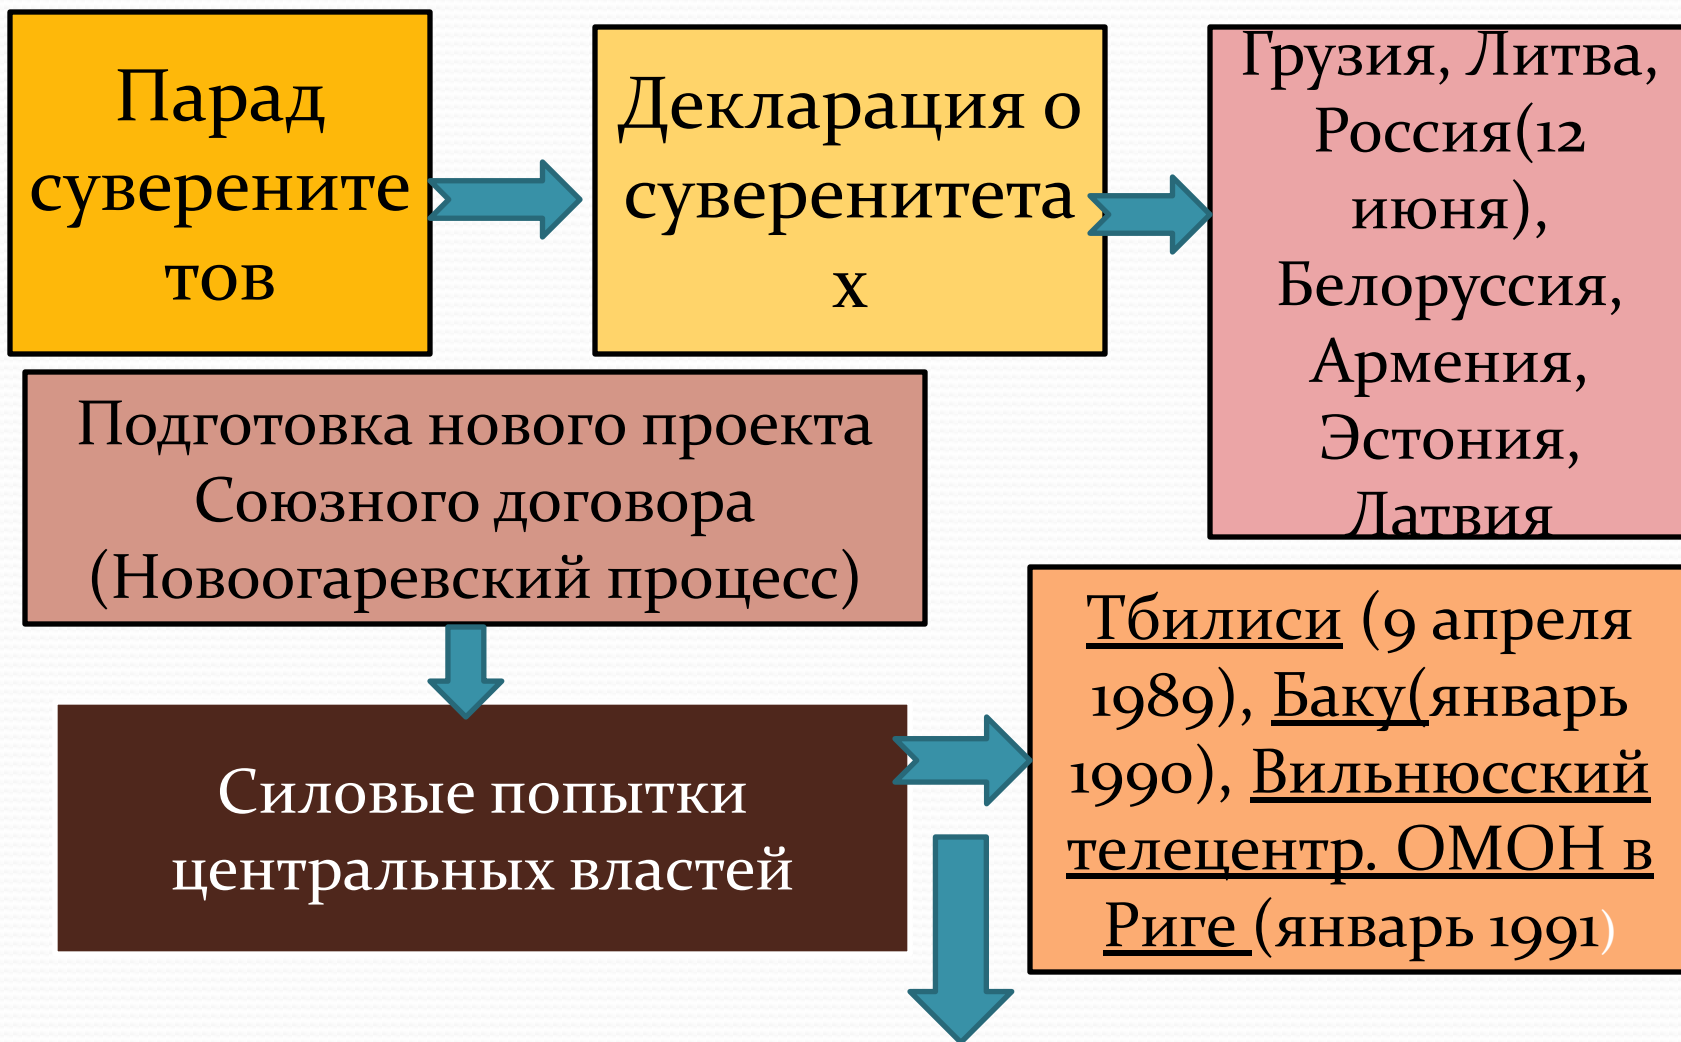 Парад
суверените
тов
Декларация о
суверенитета
х
Грузия, Литва,
Россия(12
июня),
Белоруссия,
Армения,
Эстония,
Латвия
Подготовка нового проекта
Союзного договора
(Новоогаревский процесс)
Силовые попытки
центральных властей
Тбилиси (9 апреля
1989), Баку(январь
1990), Вильнюсский
телецентр. ОМОН в
Риге (январь 1991)